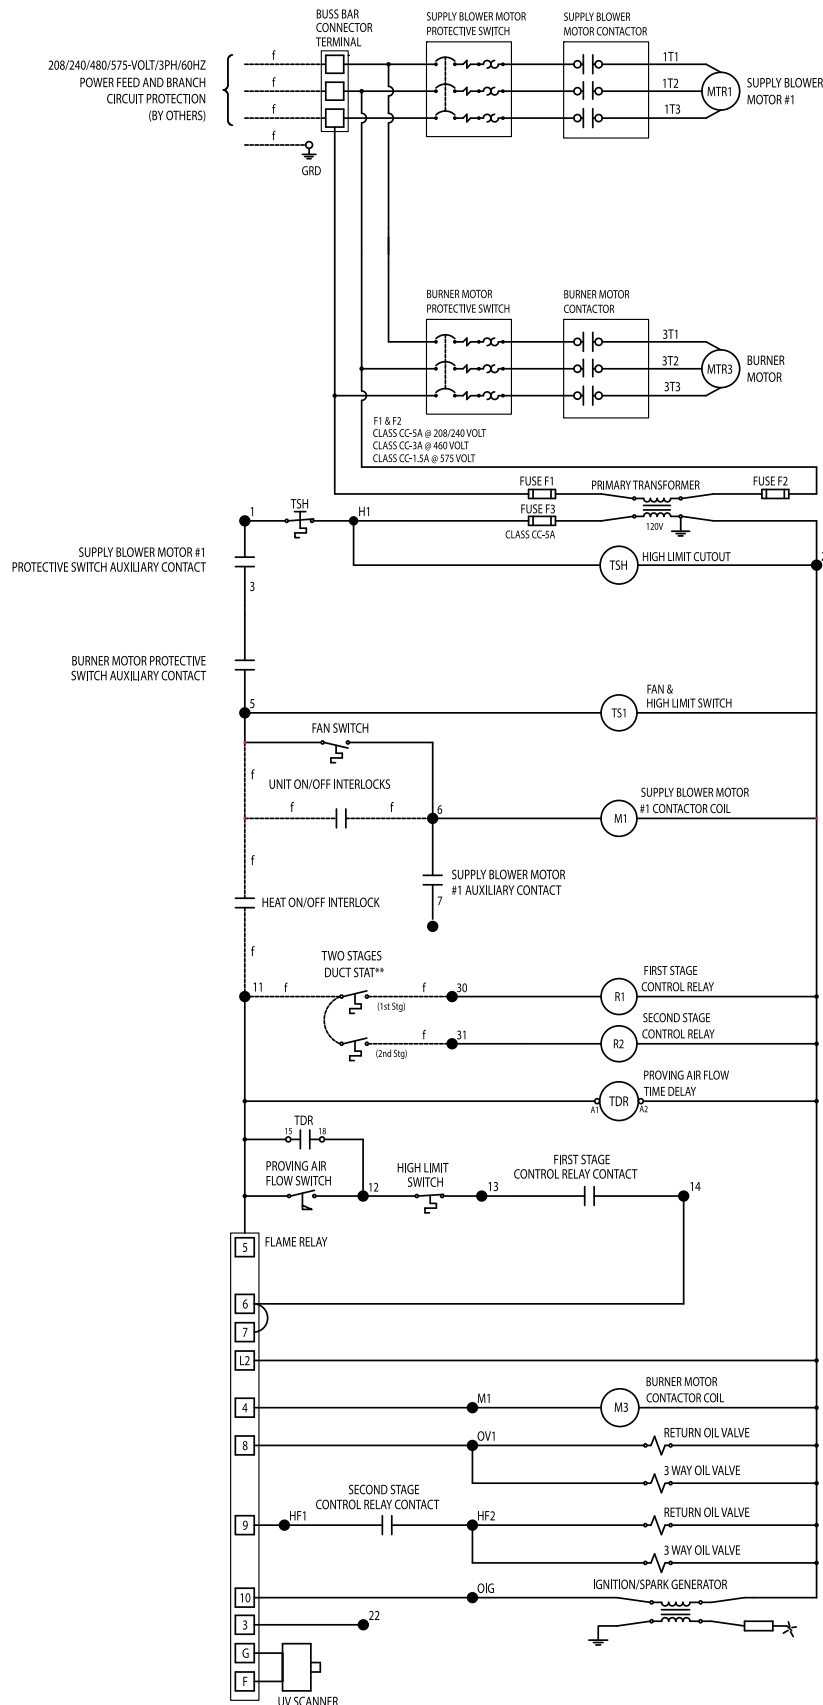 BUSS BAR
CONNECTOR
TERMINAL
SUPPLY BLOWER MOTOR
PROTECTIVE SWITCH
SUPPLY BLOWER
MOTOR CONTACTOR
208/240/480/575-VOLT/3PH/60HZ
POWER FEED AND BRANCH
CIRCUIT PROTECTION
(BY OTHERS)
f
f
f
f
GRD
1T1
1T2
1T3
MTR1
SUPPLY BLOWER
MOTOR #1
BURNER MOTOR
PROTECTIVE SWITCH
BURNER MOTOR
CONTACTOR
3T1
3T2
3T3
MTR3
BURNER
MOTOR
F1 & F2
CLASS CC-5A @ 208/240 VOLT
CLASS CC-3A @ 460 VOLT
CLASS CC-1.5A @ 575 VOLT
FUSE F1
PRIMARY TRANSFORMER
FUSE F2
1
TSH
H1
FUSE F3
CLASS CC-5A
120V
SUPPLY BLOWER MOTOR #1
PROTECTIVE SWITCH AUXILIARY CONTACT
TSH
HIGH LIMIT CUTOUT
3
BURNER MOTOR PROTECTIVE
SWITCH AUXILIARY CONTACT
5
TS1
FAN &
HIGH LIMIT SWITCH
FAN SWITCH
f
UNIT ON/OFF INTERLOCKS
f
f
6
M1
SUPPLY BLOWER MOTOR
#1 CONTACTOR COIL
f
SUPPLY BLOWER MOTOR
#1 AUXILIARY CONTACT
7
HEAT ON/OFF INTERLOCK
f
TWO STAGES
DUCT STAT**
11
f
(1st Stg)
f
30
R1
FIRST STAGE
CONTROL RELAY
(2nd Stg)
f
31
R2
SECOND STAGE
CONTROL RELAY
A1
TDR
A2
PROVING AIR FLOW
TIME DELAY
TDR
15
18
PROVING AIR
FLOW SWITCH
12
HIGH LIMIT
SWITCH
13
FIRST STAGE
CONTROL RELAY CONTACT
14
5
FLAME RELAY
6
7
L2
4
M1
M3
BURNER MOTOR
CONTACTOR COIL
8
OV1
RETURN OIL VALVE
3 WAY OIL VALVE
SECOND STAGE
CONTROL RELAY CONTACT
9
HF1
HF2
RETURN OIL VALVE
3 WAY OIL VALVE
10
OIG
IGNITION/SPARK GENERATOR
3
22
G
F
UV SCANNER